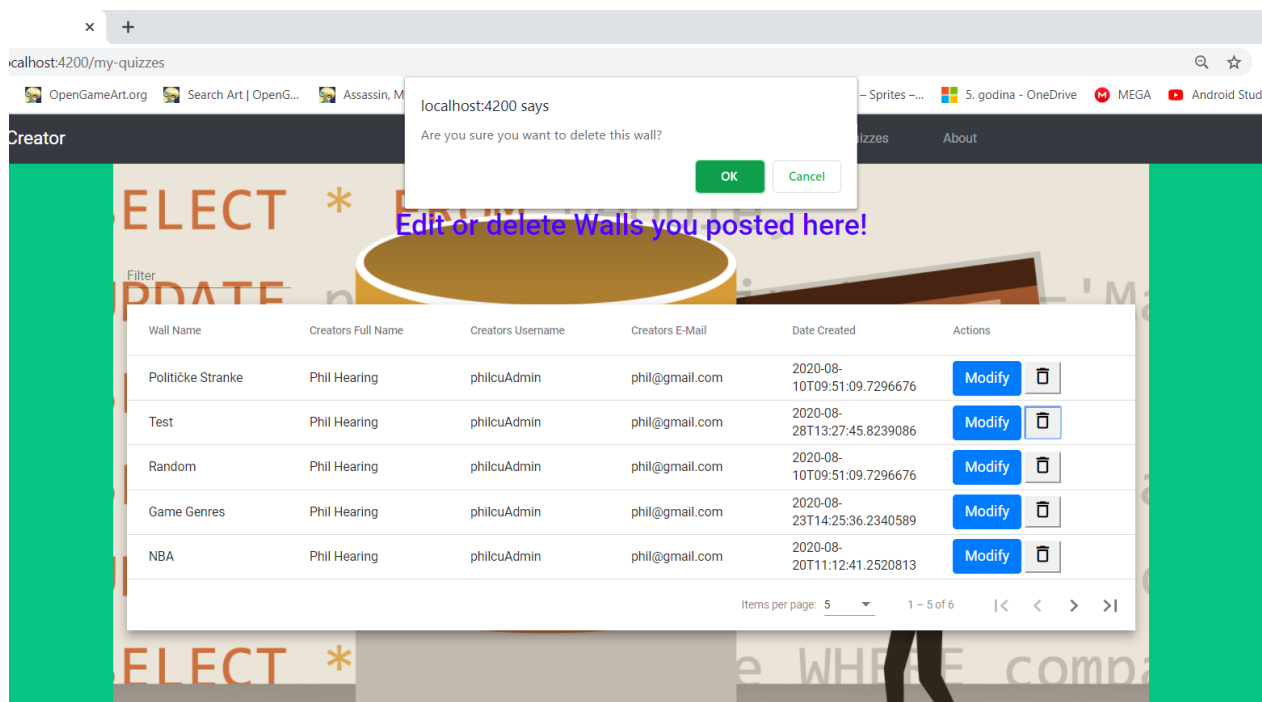 ocalhost:4200/my-quizzes
OpenGameArt.org Search Art | OpenG... Assassin, M – Sprites –... 5. godina - OneDrive MEGA Android Stud
localhost:4200 says
Are you sure you want to delete this wall?
OK Cancel
Creator izzes About
SELECT * FROM
Edit or delete Walls you posted here!
Filter
UPDATE
Wall Name Creators Full Name Creators Username Creators E-Mail Date Created Actions
Političke Stranke Phil Hearing philcuAdmin phil@gmail.com 2020-08-
10T09:51:09.7296676 Modify
Test Phil Hearing philcuAdmin phil@gmail.com 2020-08-
28T13:27:45.8239086 Modify
Random Phil Hearing philcuAdmin phil@gmail.com 2020-08-
10T09:51:09.7296676 Modify
Game Genres Phil Hearing philcuAdmin phil@gmail.com 2020-08-
23T14:25:36.2340589 Modify
NBA Phil Hearing philcuAdmin phil@gmail.com 2020-08-
20T11:12:41.2520813 Modify
Items per page: 5 1 – 5 of 6
SELECT * WHERE compa